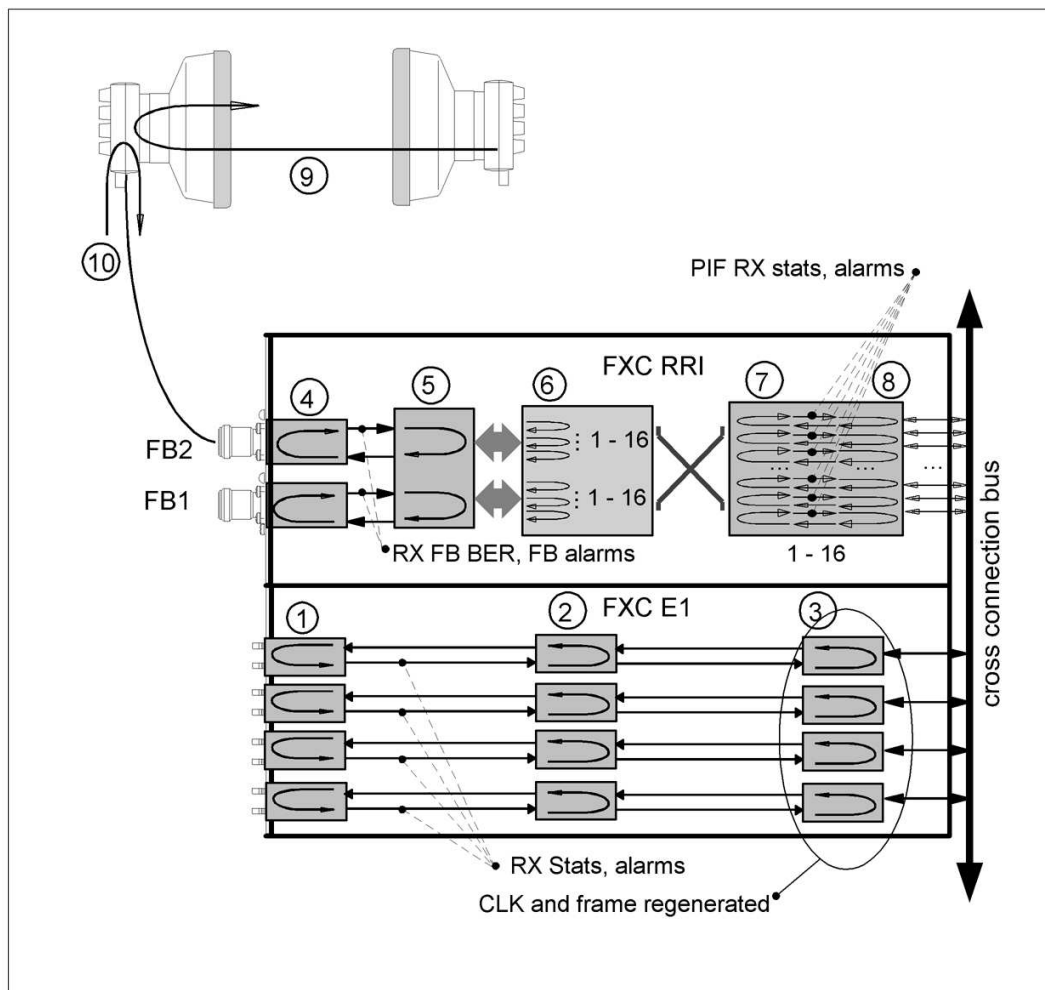 9
10
PIF RX stats, alarms
FXC RRI
4
5
6
7
8
FB2
1 - 16
FB1
1 - 16
... ... ...
RX FB BER, FB alarms
1 - 16
FXC E1
1
2
3
cross connection bus
RX Stats, alarms
CLK and frame regenerated